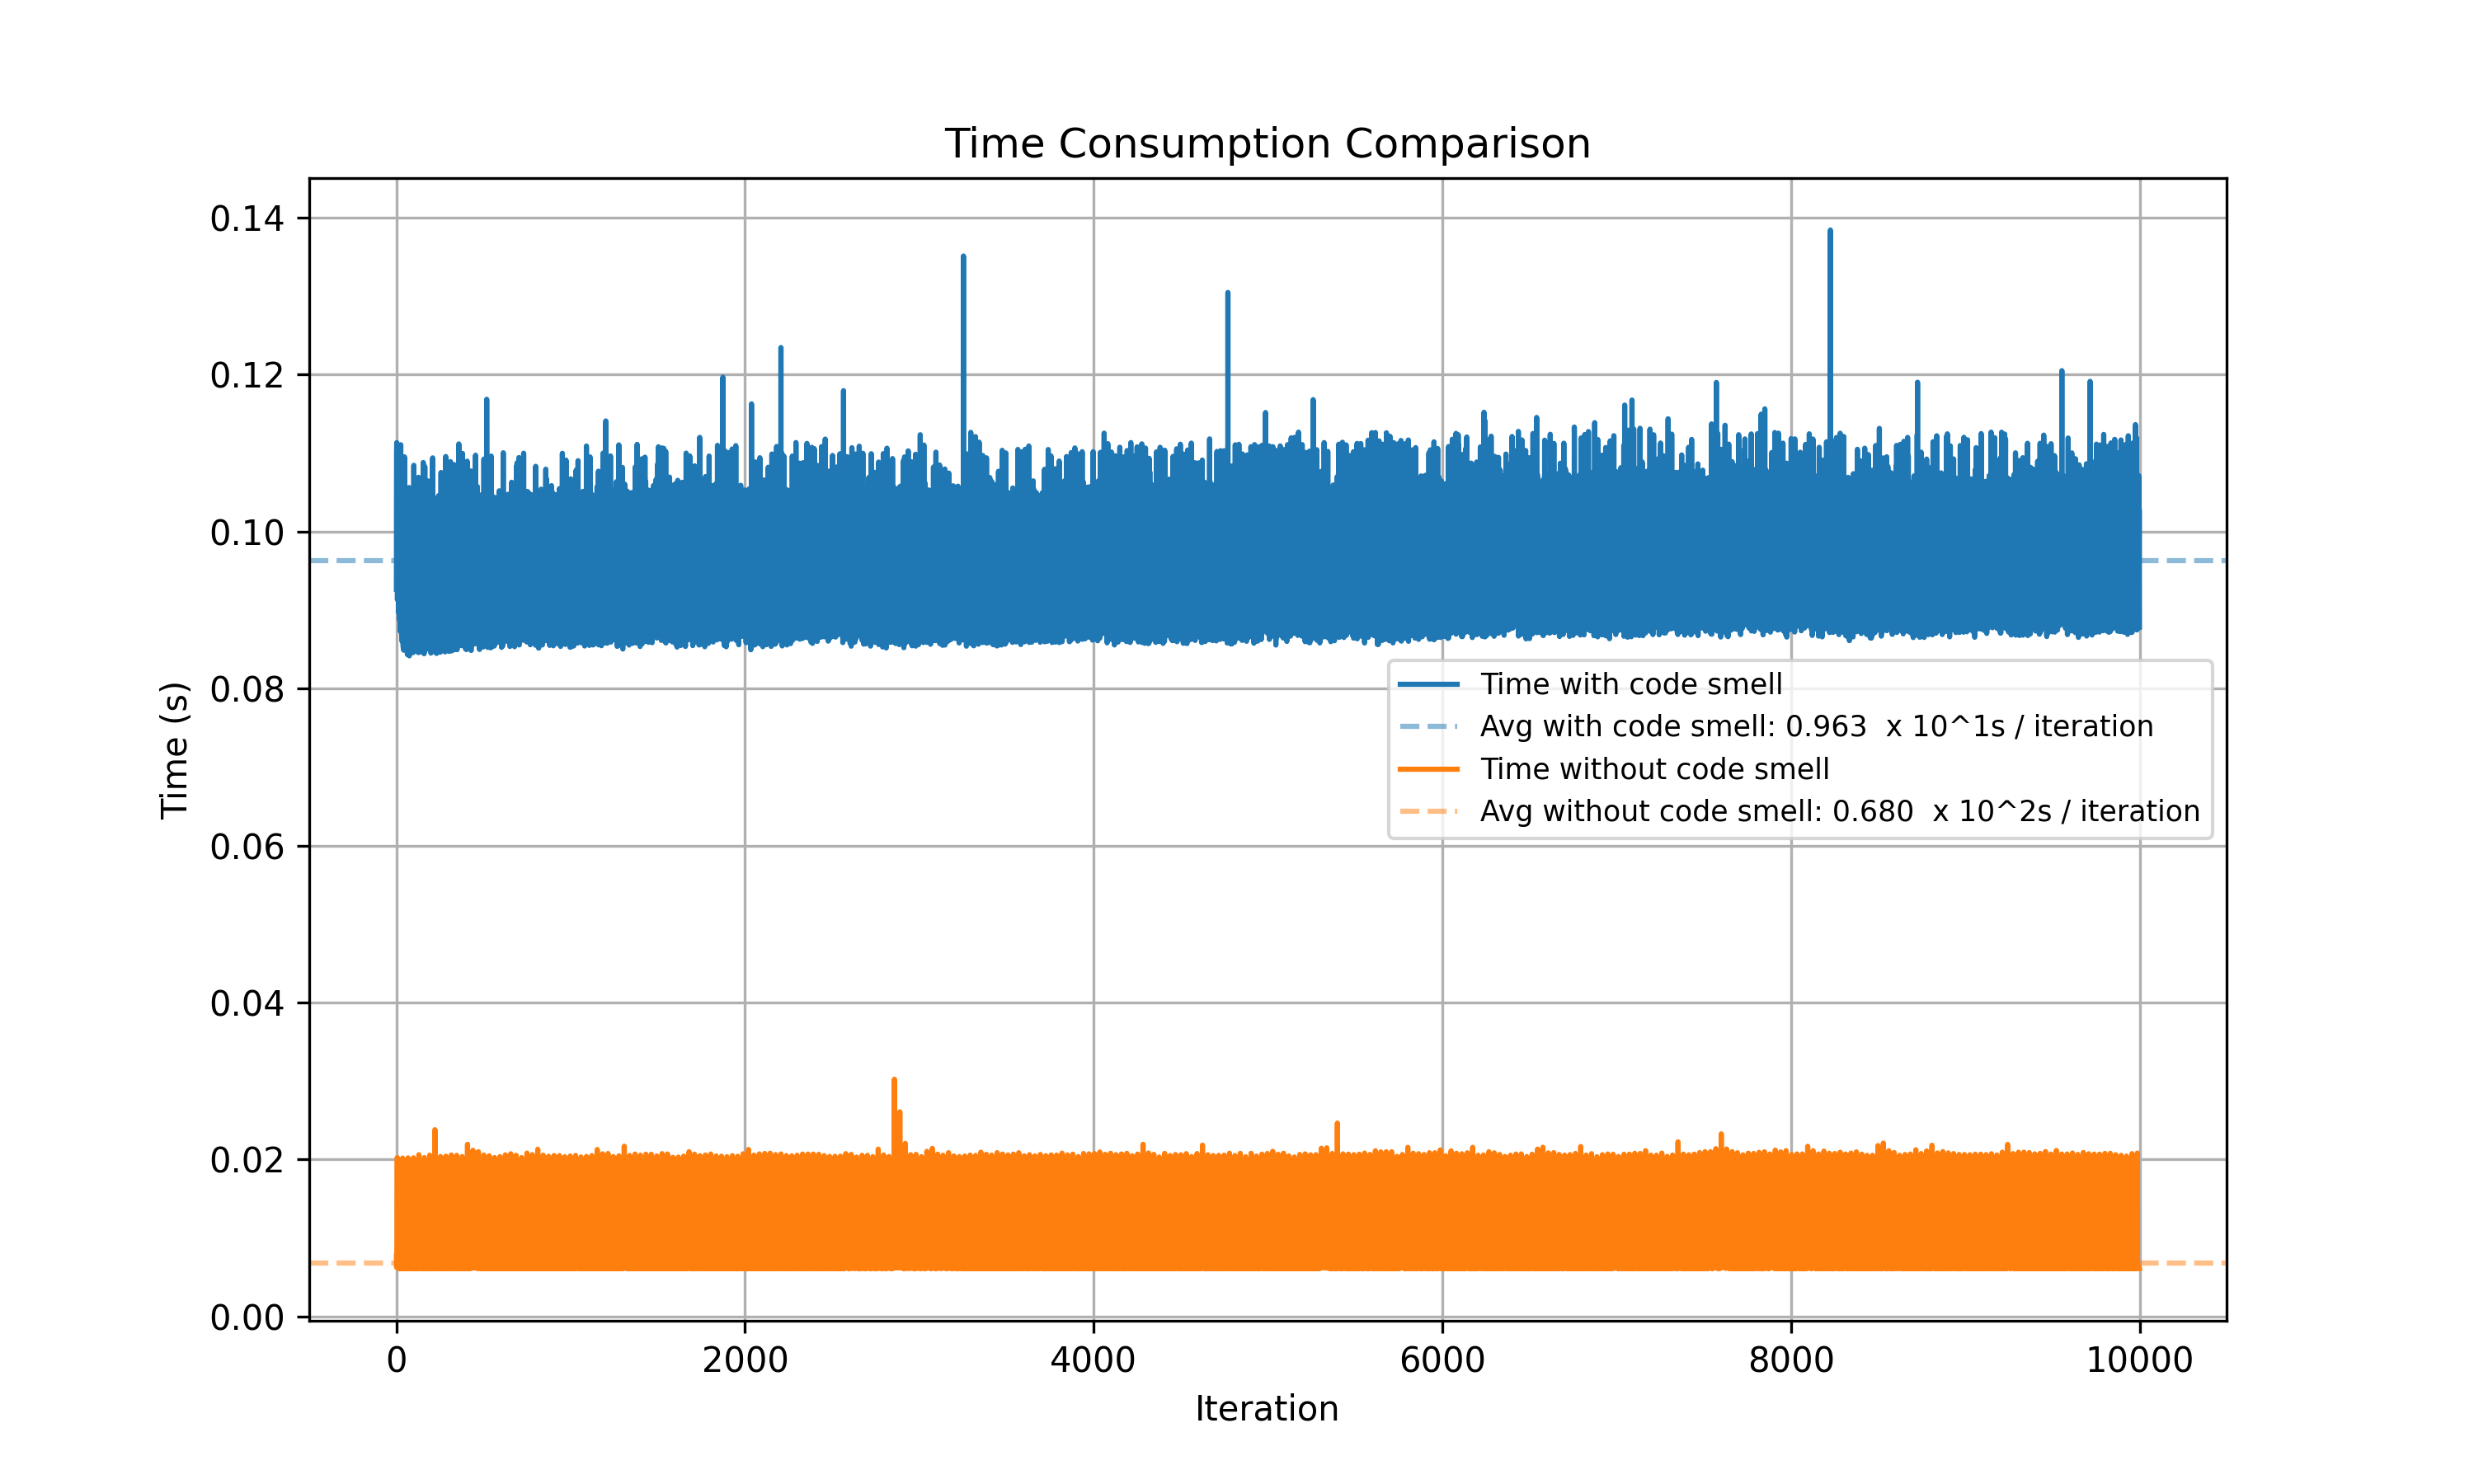 Time Consumption Comparison
0.14
0.12
0.10
0.08
0.06
0.04
0.02
0.00
Time (s)
Time with code smell
Avg with code smell: 0.963  x 10^1s / iteration
Time without code smell
Avg without code smell: 0.680  x 10^2s / iteration
0 2000 4000 6000 8000 10000
Iteration